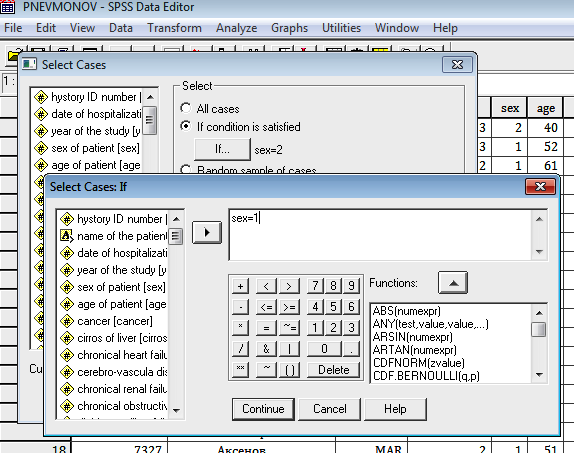 PNEVMONOV - SPSS Data Editor
File Edit View Data Transform Analyze Graphs Utilities Window Help
1 :
Select Cases
hystory ID number [
date of hospitalizati
year of the study [y
sex of patient [sex]
age of patient [age
Select
All cases
If condition is satisfied
If... sex=2
Random sample of cases
sex age
3 2 40
3 1 52
2 1 61
Select Cases: If
hystory ID number [
name of the patient
date of hospitalizati
year of the study [y
sex of patient [sex]
age of patient [age
cancer [cancer]
cirros of liver [cirros
chronical heart failu
cerebro-vascula dis
chronical renal failu
chronical obstructiv
sex=1
+ < > 7 8 9
- <= >= 4 5 6
* = ~= 1 2 3
/ & | 0 .
** ~ () Delete
Functions:
ABS(numexpr)
ANY(test,value,value,...)
ARSIN(numexpr)
ARTAN(numexpr)
CDFNORM(zvalue)
CDF.BERNOULLI(q,p)
Continue Cancel Help
Cu
18 7327 Аксенов MAR 2 1 51